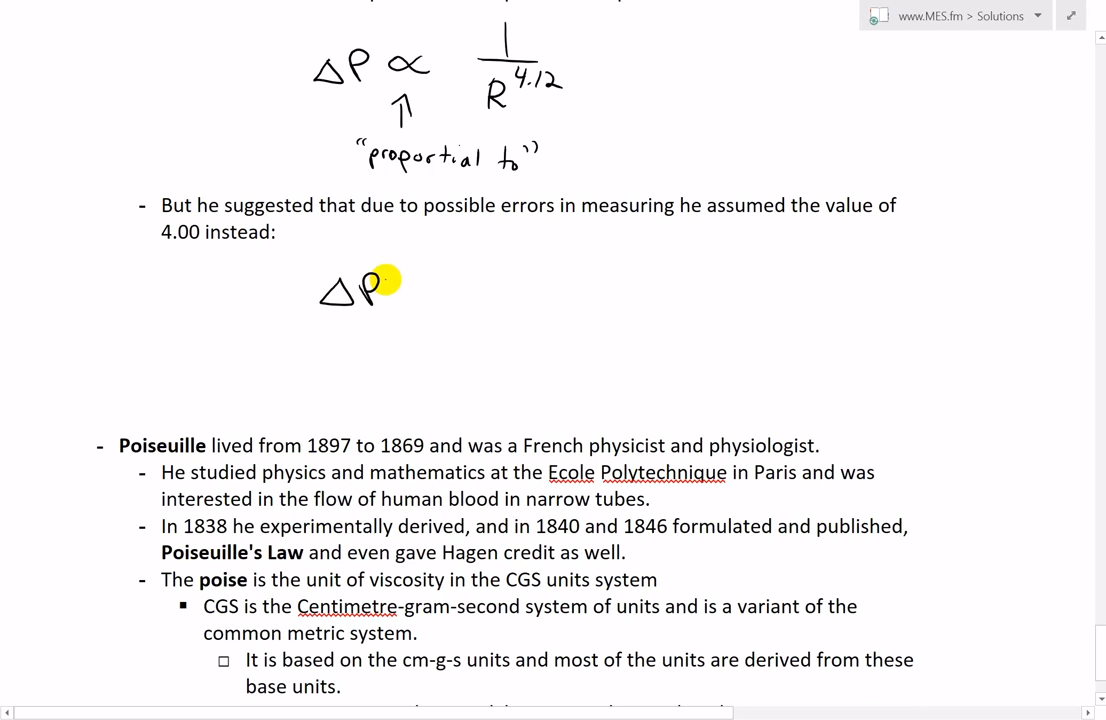 www.MES.fm > Solutions
ΔP ∝ 1/R^4.12
↑
"proportial to"
- But he suggested that due to possible errors in measuring he assumed the value of
4.00 instead:
ΔP
- Poiseuille lived from 1897 to 1869 and was a French physicist and physiologist.
- He studied physics and mathematics at the Ecole Polytechnique in Paris and was
interested in the flow of human blood in narrow tubes.
- In 1838 he experimentally derived, and in 1840 and 1846 formulated and published,
Poiseuille's Law and even gave Hagen credit as well.
- The poise is the unit of viscosity in the CGS units system
▪ CGS is the Centimetre-gram-second system of units and is a variant of the
common metric system.
□ It is based on the cm-g-s units and most of the units are derived from these
base units.